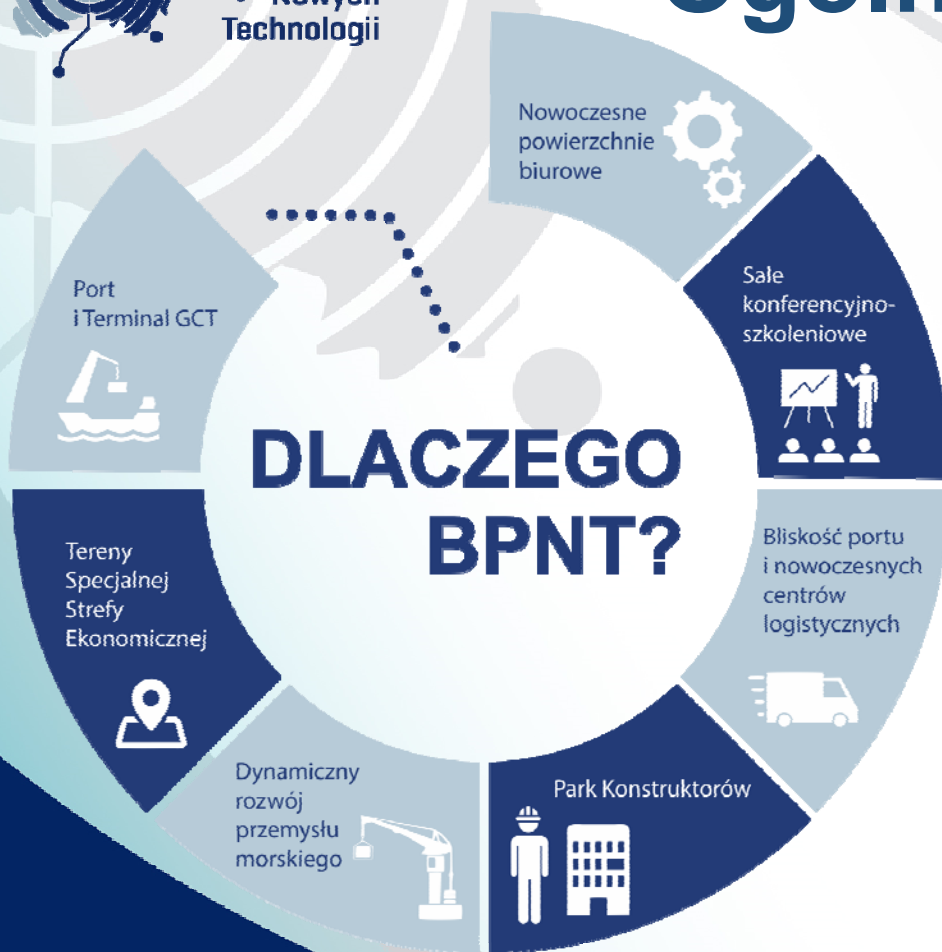 Nowych
Technologii
Nowoczesne
powierzchnie
biurowe
Sale
konferencyjno-
szkoleniowe
Bliskość portu
i nowoczesnych
centrów
logistycznych
Park Konstruktorów
Dynamiczny
rozwój
przemysłu
morskiego
Tereny
Specjalnej
Strefy
Ekonomicznej
Port
i Terminal GCT
DLACZEGO
BPNT?